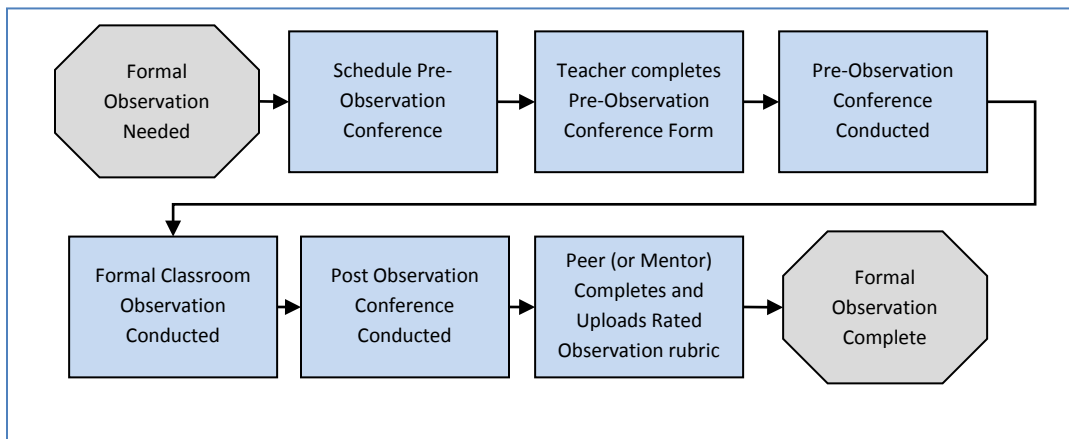 Formal
Observation
Needed
Schedule Pre-
Observation
Conference
Teacher completes
Pre-Observation
Conference Form
Pre-Observation
Conference
Conducted
Formal Classroom
Observation
Conducted
Post Observation
Conference
Conducted
Peer (or Mentor)
Completes and
Uploads Rated
Observation rubric
Formal
Observation
Complete